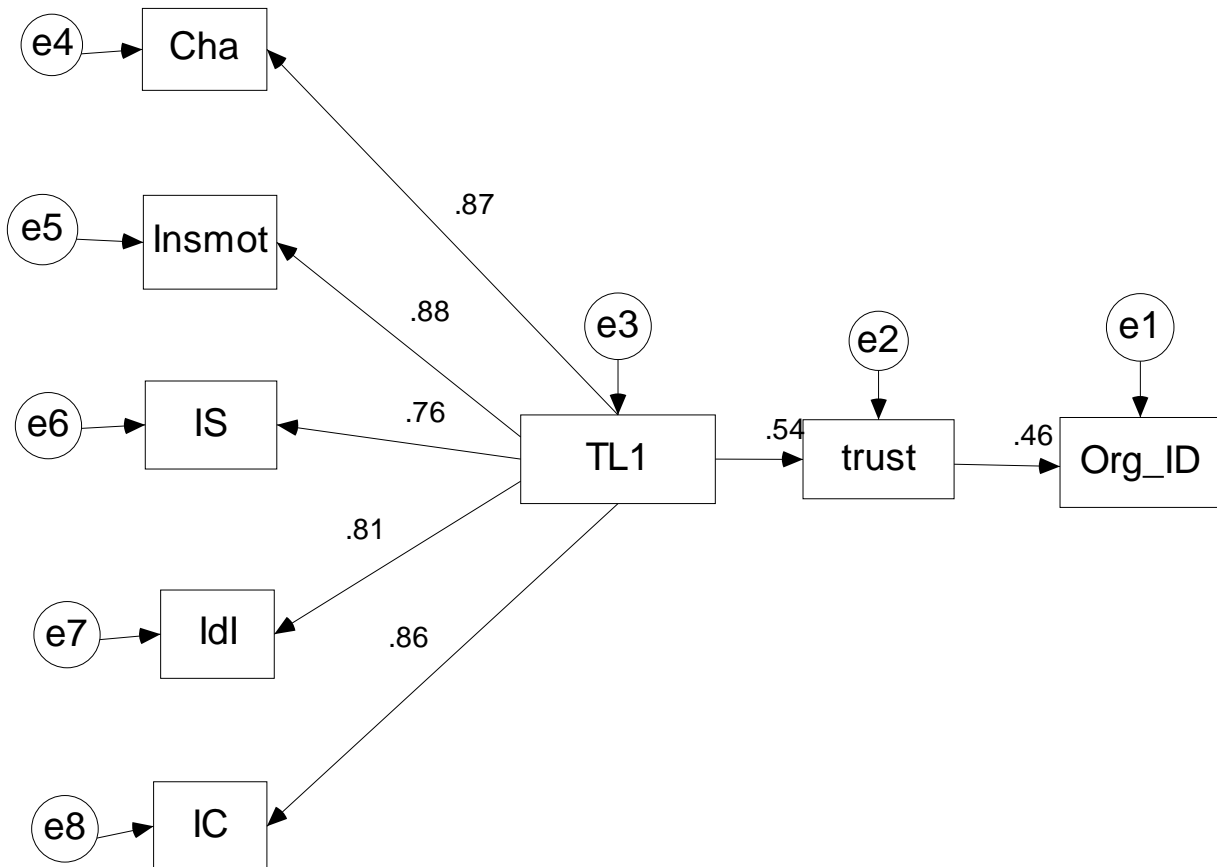 e4
Cha
.87
e5
Insmot
.88
e3
e2
e1
e6
IS
.76
TL1
.54
trust
.46
Org_ID
.81
e7
Idl
.86
e8
IC